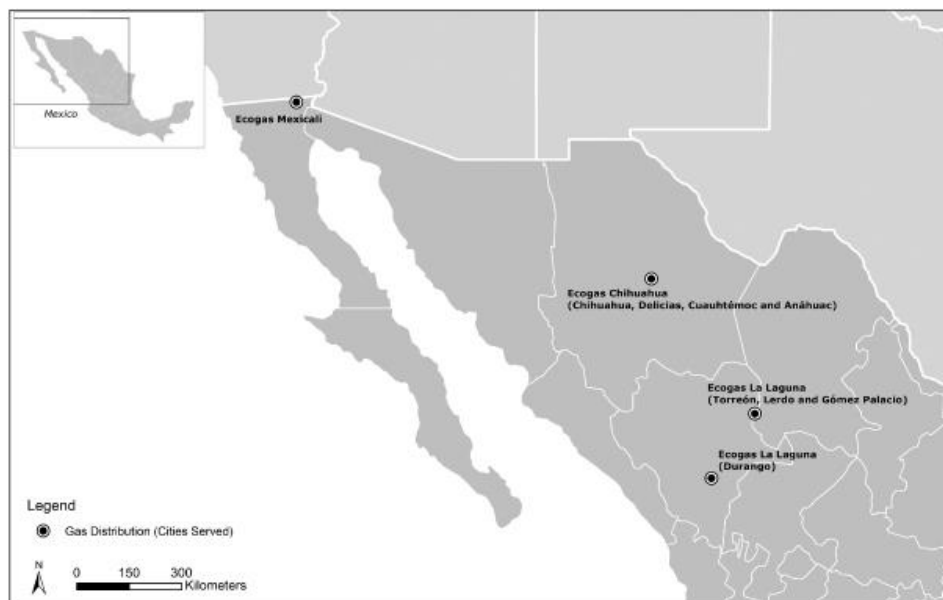 Mexico
Ecogas Mexicali
Ecogas Chihuahua
(Chihuahua, Delicias, Cuauhtémoc and Anáhuac)
Ecogas La Laguna
(Torreón, Lerdo and Gómez Palacio)
Ecogas La Laguna
(Durango)
Legend
Gas Distribution (Cities Served)
N
0 150 300
Kilometers